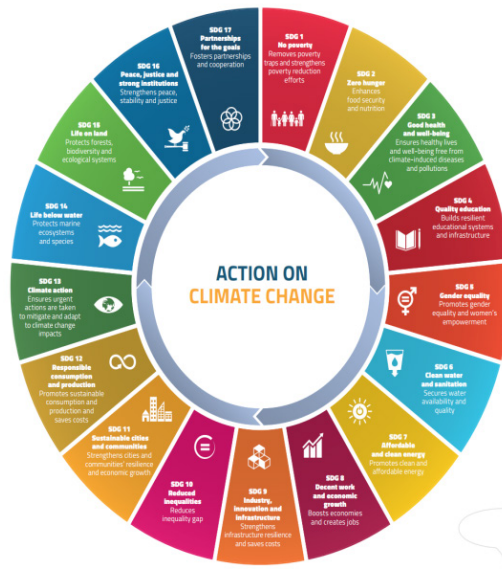 ACTION ON
CLIMATE CHANGE
SDG 1
No poverty
Removes poverty
traps and strengthens
poverty reduction
efforts
SDG 2
Zero hunger
Enhances
food security
and nutrition
SDG 3
Good health
and well-being
Ensures healthy lives
and well-being free from
climate-induced diseases
and pollutions
SDG 4
Quality education
Builds resilient
educational systems
and infrastructure
SDG 5
Gender equality
Promotes gender
equality and women's
empowerment
SDG 6
Clean water
and sanitation
Secures water
availability and
quality
SDG 7
Affordable
and clean energy
Promotes clean and
affordable energy
SDG 8
Decent work
and economic
growth
Boosts economies
and creates jobs
SDG 9
Industry,
innovation and
infrastructure
Strengthens
infrastructure resilience
and saves costs
SDG 10
Reduced
inequalities
Reduces
inequality gap
SDG 11
Sustainable cities
and communities
Strengthens cities and
communities' resilience
and economic growth
SDG 12
Responsible
consumption
and production
Promotes sustainable
consumption and
production and saves
costs
SDG 13
Climate action
Ensures urgent
actions are taken
to mitigate and adapt
to climate change
impacts
SDG 14
Life below water
Protects marine
ecosystems
and species
SDG 15
Life on land
Protects forests,
biodiversity and
ecological systems
SDG 16
Peace, justice and
strong institutions
Strengthens peace,
stability and justice
SDG 17
Partnerships
for the goals
Fosters partnerships
and cooperation